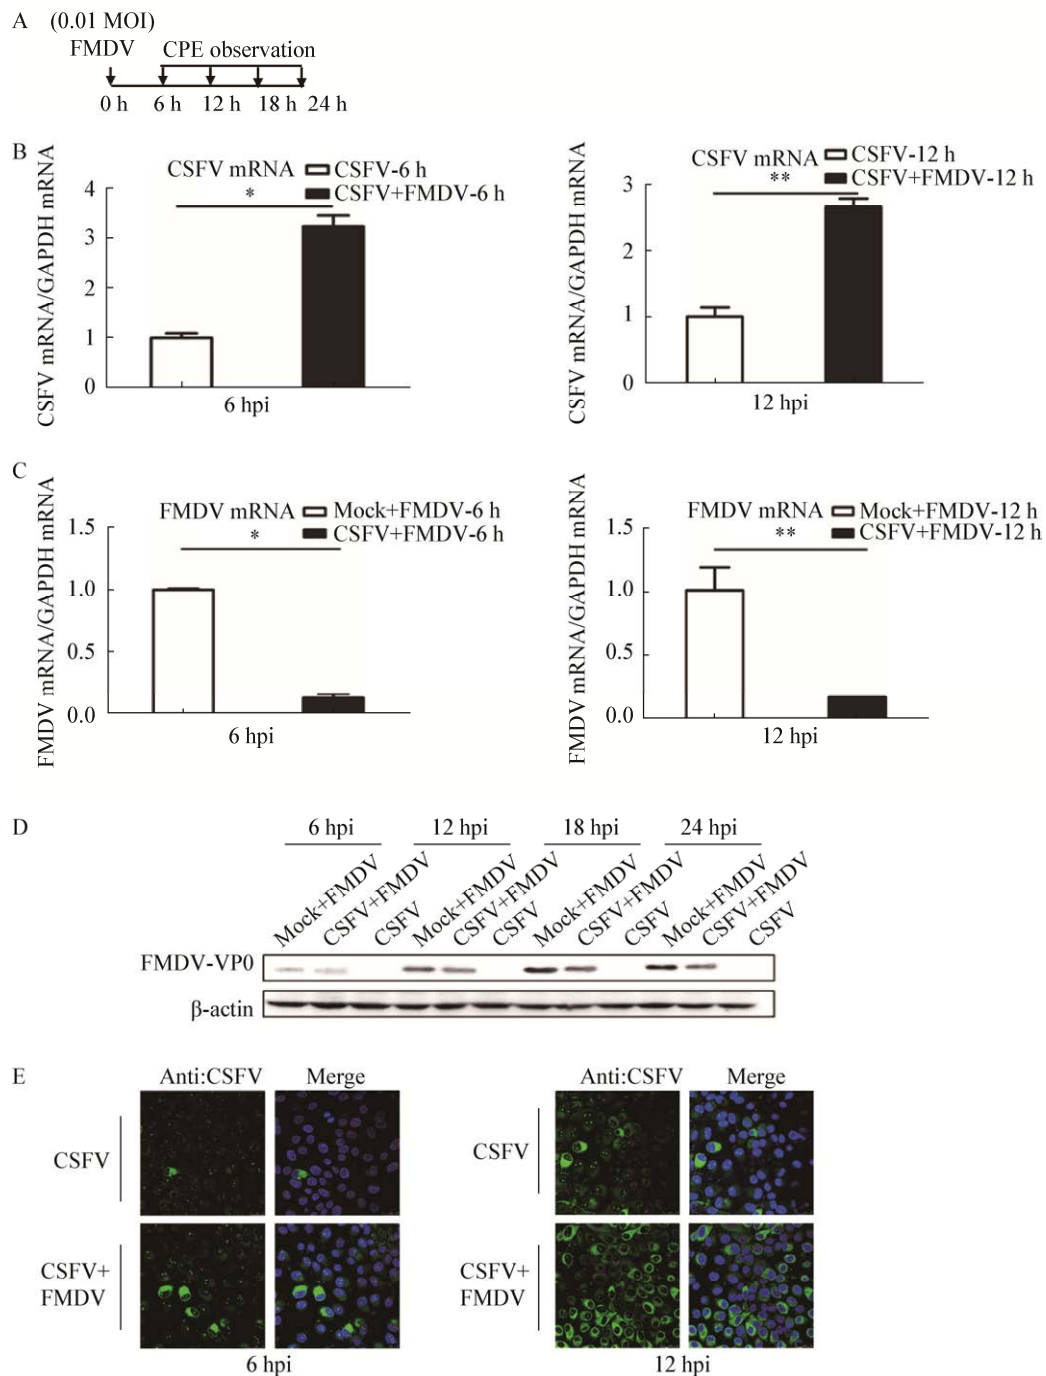 A (0.01 MOI)
FMDV CPE observation
0 h 6 h 12 h 18 h 24 h
B
CSFV mRNA/GAPDH mRNA
CSFV mRNA
CSFV-6 h
CSFV+FMDV-6 h
*
4
3
2
1
0
6 hpi
CSFV mRNA/GAPDH mRNA
CSFV mRNA
CSFV-12 h
CSFV+FMDV-12 h
**
3
2
1
0
12 hpi
C
FMDV mRNA/GAPDH mRNA
FMDV mRNA
Mock+FMDV-6 h
CSFV+FMDV-6 h
*
1.5
1.0
0.5
0.0
6 hpi
FMDV mRNA/GAPDH mRNA
FMDV mRNA
Mock+FMDV-12 h
CSFV+FMDV-12 h
**
1.5
1.0
0.5
0.0
12 hpi
D
6 hpi 12 hpi 18 hpi 24 hpi
Mock+FMDV CSFV+FMDV CSFV Mock+FMDV CSFV+FMDV CSFV Mock+FMDV CSFV+FMDV CSFV Mock+FMDV CSFV+FMDV CSFV
FMDV-VP0
β-actin
E
Anti:CSFV Merge
CSFV
CSFV+
FMDV
6 hpi
Anti:CSFV Merge
CSFV
CSFV+
FMDV
12 hpi